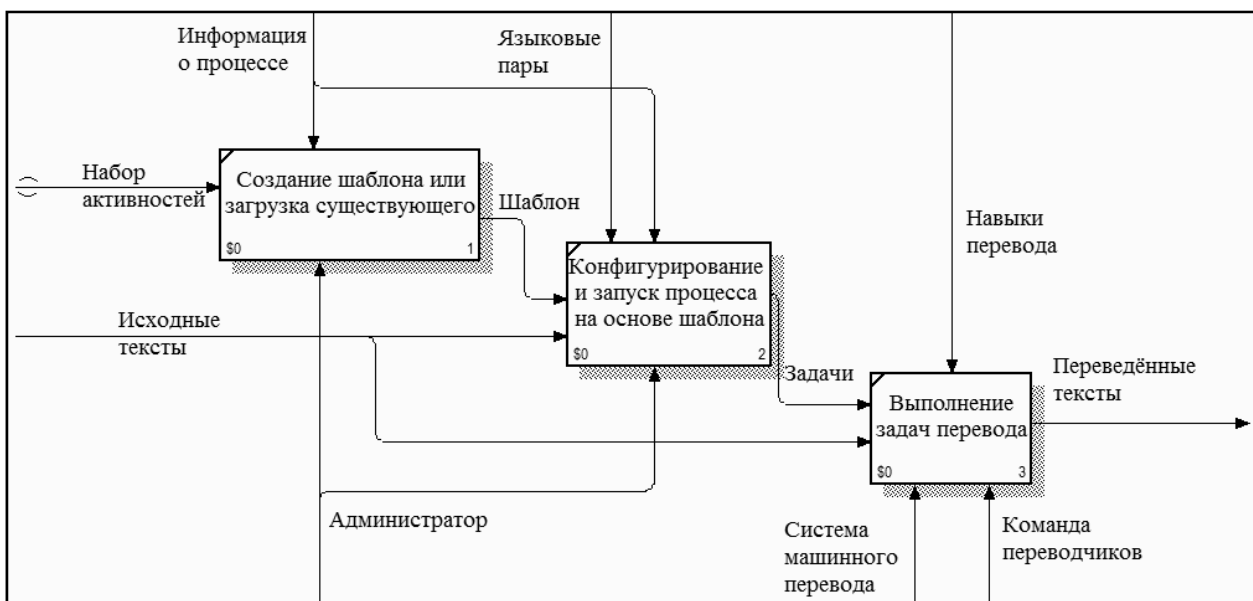 Информация
о процессе
Языковые
пары
Набор
активностей
Создание шаблона или
загрузка существующего
$0
1
Шаблон
Навыки
перевода
Конфигурирование
и запуск процесса
на основе шаблона
$0
2
Исходные
тексты
Задачи
Переведённые
тексты
Выполнение
задач перевода
$0
3
Администратор
Система
машинного
перевода
Команда
переводчиков